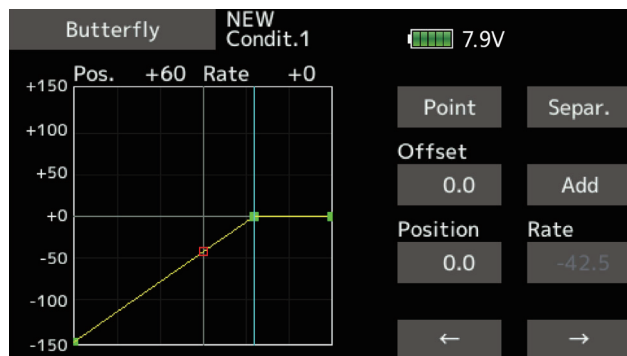 Butterfly
NEW
Condit.1
7.9V
Pos. +60 Rate +0
+150
+100
+50
+0
-50
-100
-150
Point
Separ.
Offset
0.0
Add
Position
Rate
0.0
-42.5
←
→